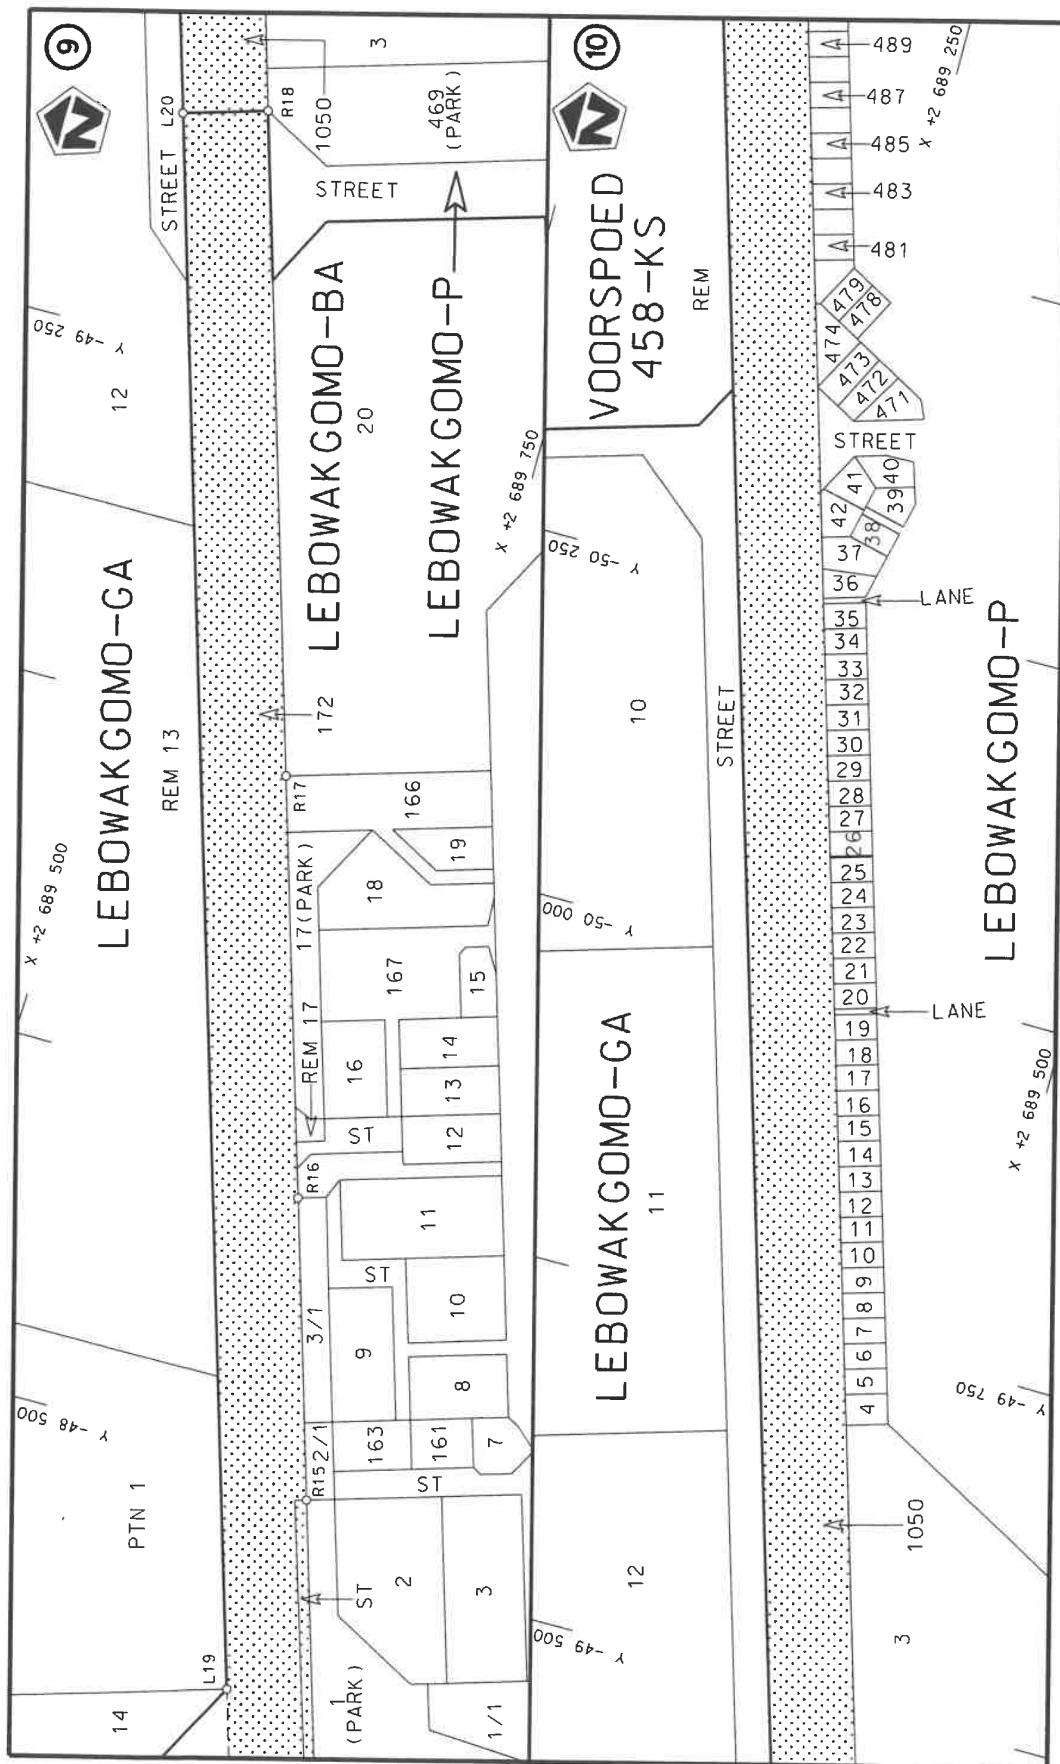 9
N
Y -49 250
X +2 689 500
Y -48 500
12
STREET
L20
LEBOWAKGOMO-GA
REM 13
PTN 1
14
L19
1050
3
R18
469
(PARK)
STREET
LEBOWAKGOMO-BA
20
LEBOWAKGOMO-P
172
R17
166
17(PARK)
18
19
167
15
REM 17
16
14
13
12
ST
R16
11
ST
10
3/1
9
8
R15
2/1
163
161
7
ST
ST
2
3
1
(PARK)
1/1
X +2 689 750
10
N
VOORSPOED
458-KS
REM
Y -50 250
10
STREET
Y -50 000
LEBOWAKGOMO-GA
11
12
Y -49 500
489
487
485
483
481
X +2 689 250
479
478
474
473
472
471
STREET
41
40
39
42
38
37
36
LANE
35
34
33
32
31
30
29
28
27
26
25
24
23
22
21
20
LANE
19
18
17
16
15
14
13
12
11
10
9
8
7
6
5
4
LEBOWAKGOMO-P
X +2 689 500
Y -49 750
1050
3